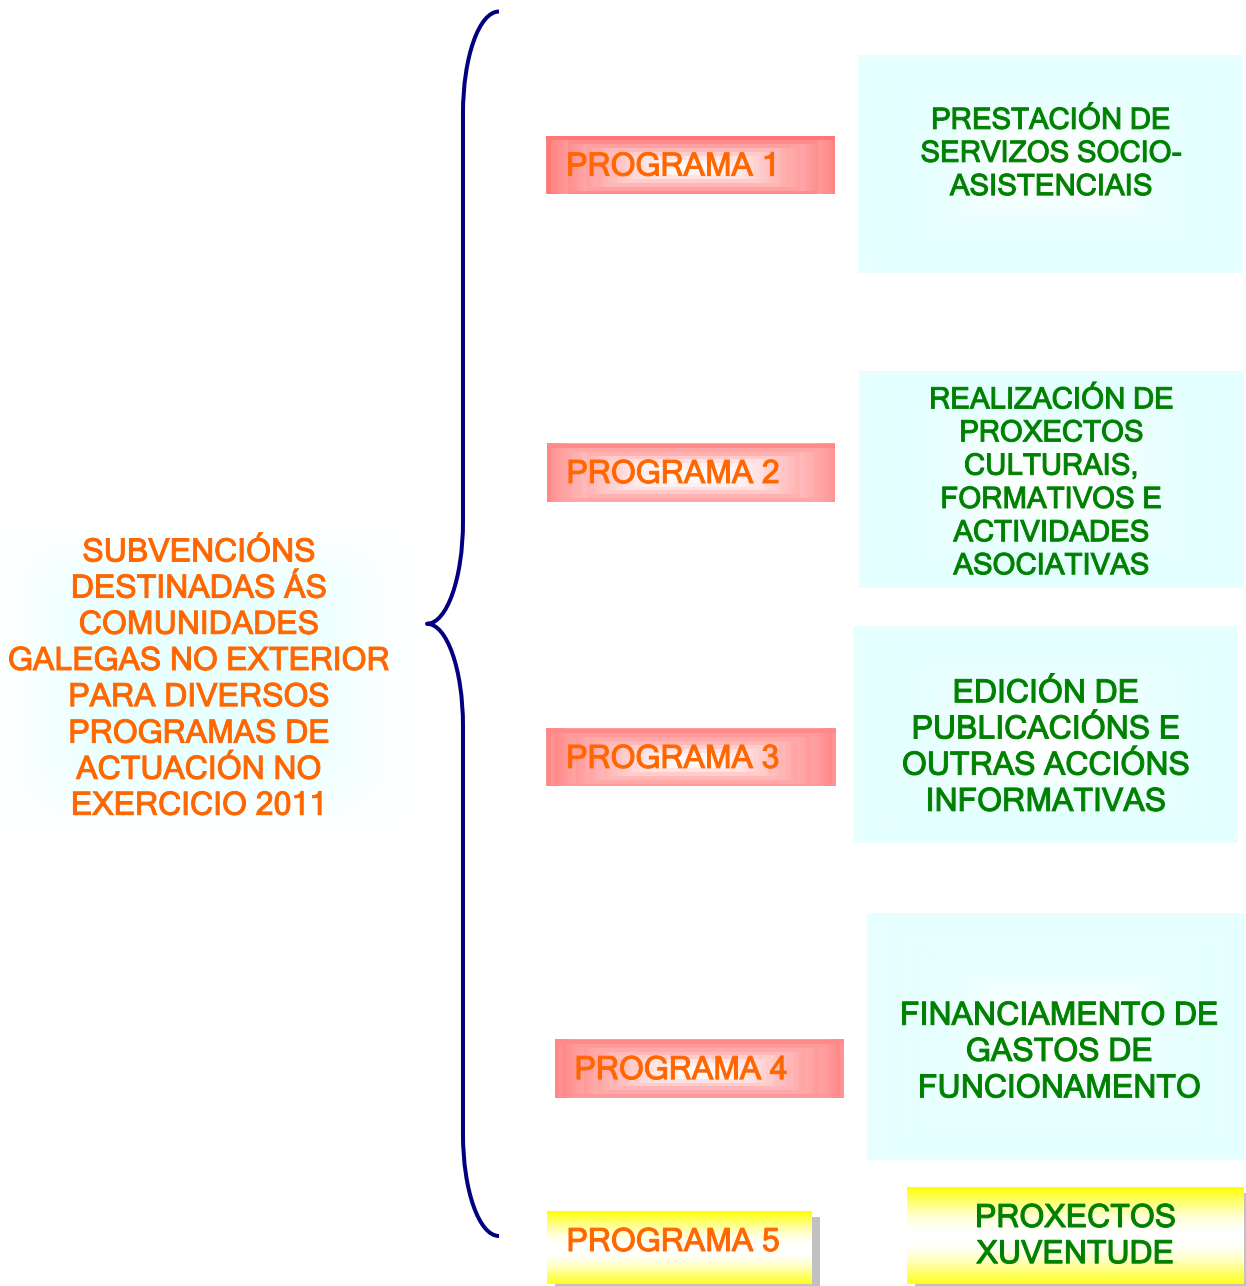 SUBVENCIÓNS
DESTINADAS ÁS
COMUNIDADES
GALEGAS NO EXTERIOR
PARA DIVERSOS
PROGRAMAS DE
ACTUACIÓN NO
EXERCICIO 2011
PROGRAMA 1
PRESTACIÓN DE
SERVIZOS SOCIO-
ASISTENCIAIS
PROGRAMA 2
REALIZACIÓN DE
PROXECTOS
CULTURAIS,
FORMATIVOS E
ACTIVIDADES
ASOCIATIVAS
PROGRAMA 3
EDICIÓN DE
PUBLICACIÓNS E
OUTRAS ACCIÓNS
INFORMATIVAS
PROGRAMA 4
FINANCIAMENTO DE
GASTOS DE
FUNCIONAMENTO
PROGRAMA 5
PROXECTOS
XUVENTUDE